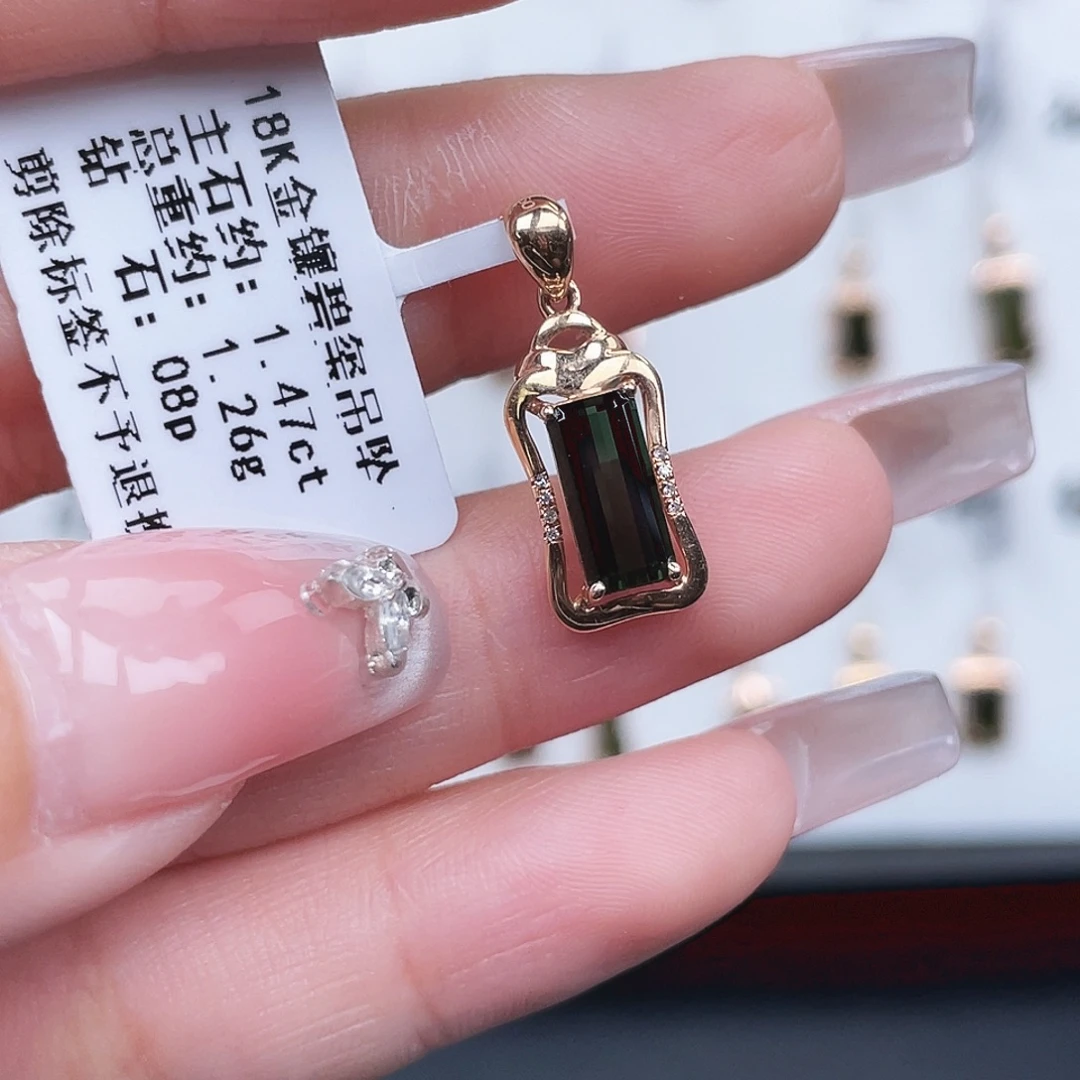 18K金镶碧玺吊坠
主石约: 1.47ct
总重约: 1.26g
钻 石: 08p
剪除标签不予退换